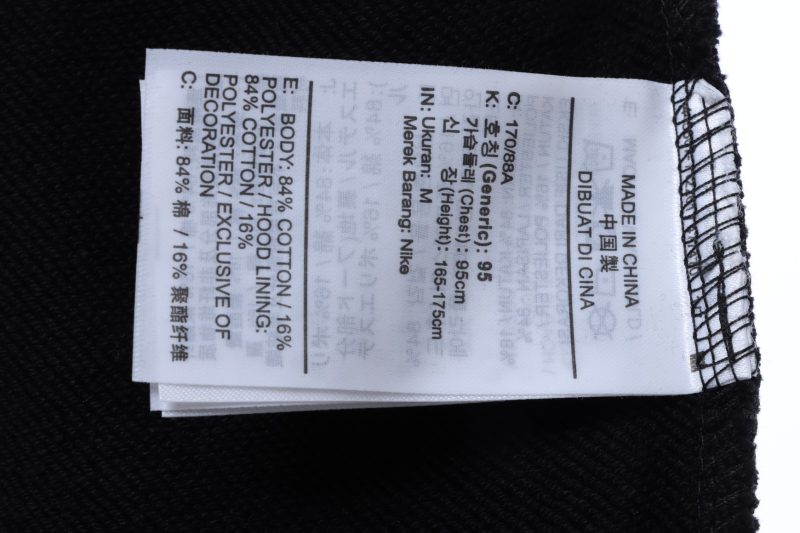 MADE IN CHINA
中国製
DIBUAT DI CINA
C: 170/88A
K: 호칭 (Generic): 95
가슴둘레 (Chest) : 95cm
신 장(Height): 165-175cm
IN: Ukuran: M
Merek Barang: Nike
E: BODY: 84% COTTON / 16%
POLYESTER / HOOD LINING:
84% COTTON / 16%
POLYESTER / EXCLUSIVE OF
DECORATION
C: 面料: 84% 棉 / 16% 聚酯纤维